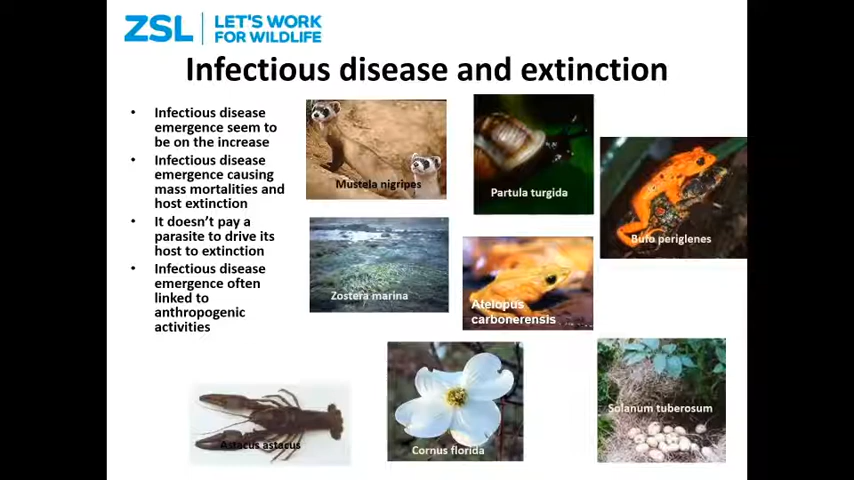 ZSL
LET'S WORK
FOR WILDLIFE
Infectious disease and extinction
• Infectious disease
emergence seem to
be on the increase
• Infectious disease
emergence causing
mass mortalities and
host extinction
• It doesn't pay a
parasite to drive its
host to extinction
• Infectious disease
emergence often
linked to
anthropogenic
activities
Mustela nigripes
Partula turgida
Bufo periglenes
Zostera marina
Atelopus
carbonerensis
Astacus astacus
Cornus florida
Solanum tuberosum